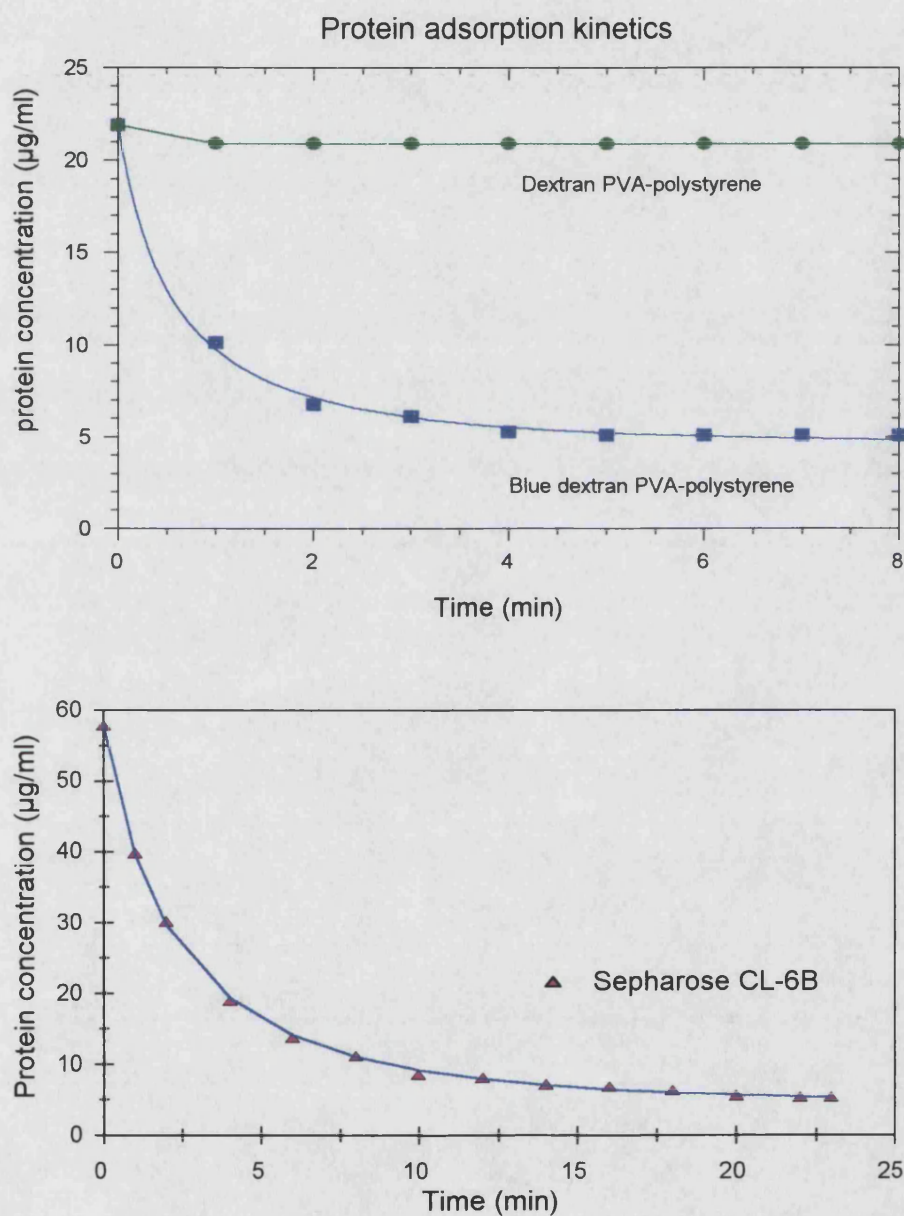 Protein adsorption kinetics
25
20
15
10
5
0
protein concentration (µg/ml)
Dextran PVA-polystyrene
Blue dextran PVA-polystyrene
0 2 4 6 8
Time (min)
60
50
40
30
20
10
0
Protein concentration (µg/ml)
Sepharose CL-6B
0 5 10 15 20 25
Time (min)